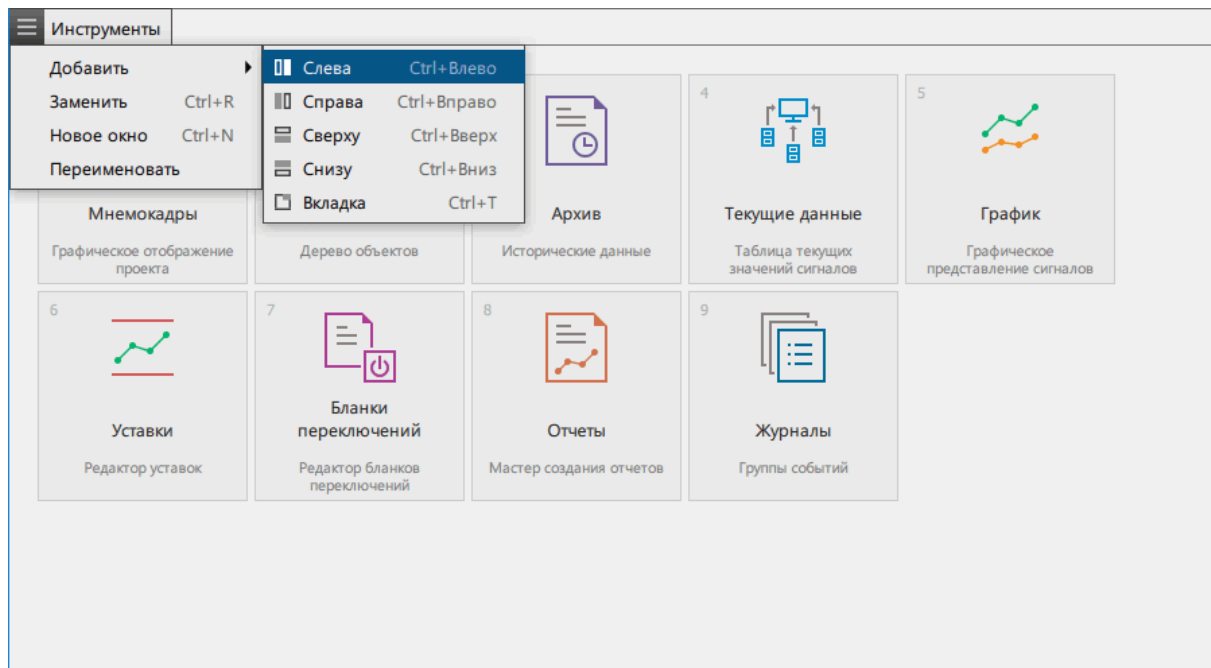 Инструменты
Добавить
Заменить Ctrl+R
Новое окно Ctrl+N
Переименовать
Слева Ctrl+Влево
Справа Ctrl+Вправо
Сверху Ctrl+Вверх
Снизу Ctrl+Вниз
Вкладка Ctrl+T
Мнемокадры
Графическое отображение
проекта
Дерево объектов
Архив
Исторические данные
4
Текущие данные
Таблица текущих
значений сигналов
5
График
Графическое
представление сигналов
6
Уставки
Редактор уставок
7
Бланки
переключений
Редактор бланков
переключений
8
Отчеты
Мастер создания отчетов
9
Журналы
Группы событий